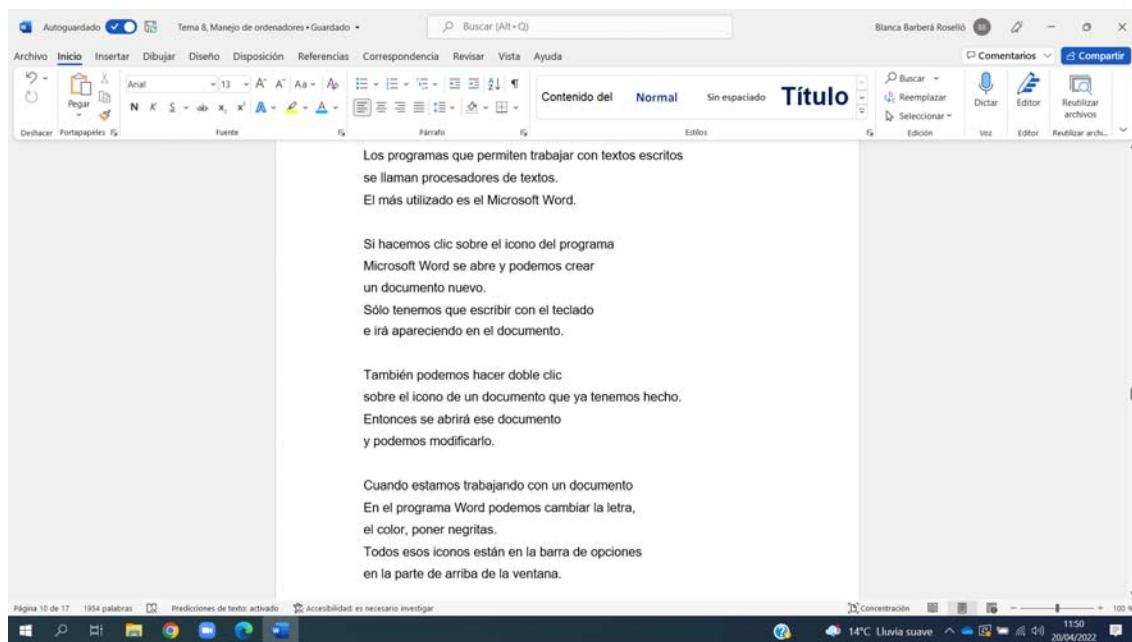 Autoguardado Tema 8, Manejo de ordenadores • Guardado Buscar (Alt+Q) Blanca Barberá Roselló BB
Archivo Inicio Insertar Dibujar Diseño Disposición Referencias Correspondencia Revisar Vista Ayuda Comentarios Compartir
Pegar
Arial 13
N K S ab x, x'
Contenido del Normal Sin espaciado Título
Buscar
Reemplazar
Seleccionar
Dictar Editor Reutilizar archivos
Deshacer Portapapeles Fuente Párrafo Estilos Edición Voz Editor Reutilizar archi...
Los programas que permiten trabajar con textos escritos
se llaman procesadores de textos.
El más utilizado es el Microsoft Word.
Si hacemos clic sobre el icono del programa
Microsoft Word se abre y podemos crear
un documento nuevo.
Sólo tenemos que escribir con el teclado
e irá apareciendo en el documento.
También podemos hacer doble clic
sobre el icono de un documento que ya tenemos hecho.
Entonces se abrirá ese documento
y podemos modificarlo.
Cuando estamos trabajando con un documento
En el programa Word podemos cambiar la letra,
el color, poner negritas.
Todos esos iconos están en la barra de opciones
en la parte de arriba de la ventana.
Página 10 de 17 1954 palabras Predicciones de texto: activado Accesibilidad: es necesario investigar Concentración 100 %
14°C Lluvia suave 11:50
20/04/2022